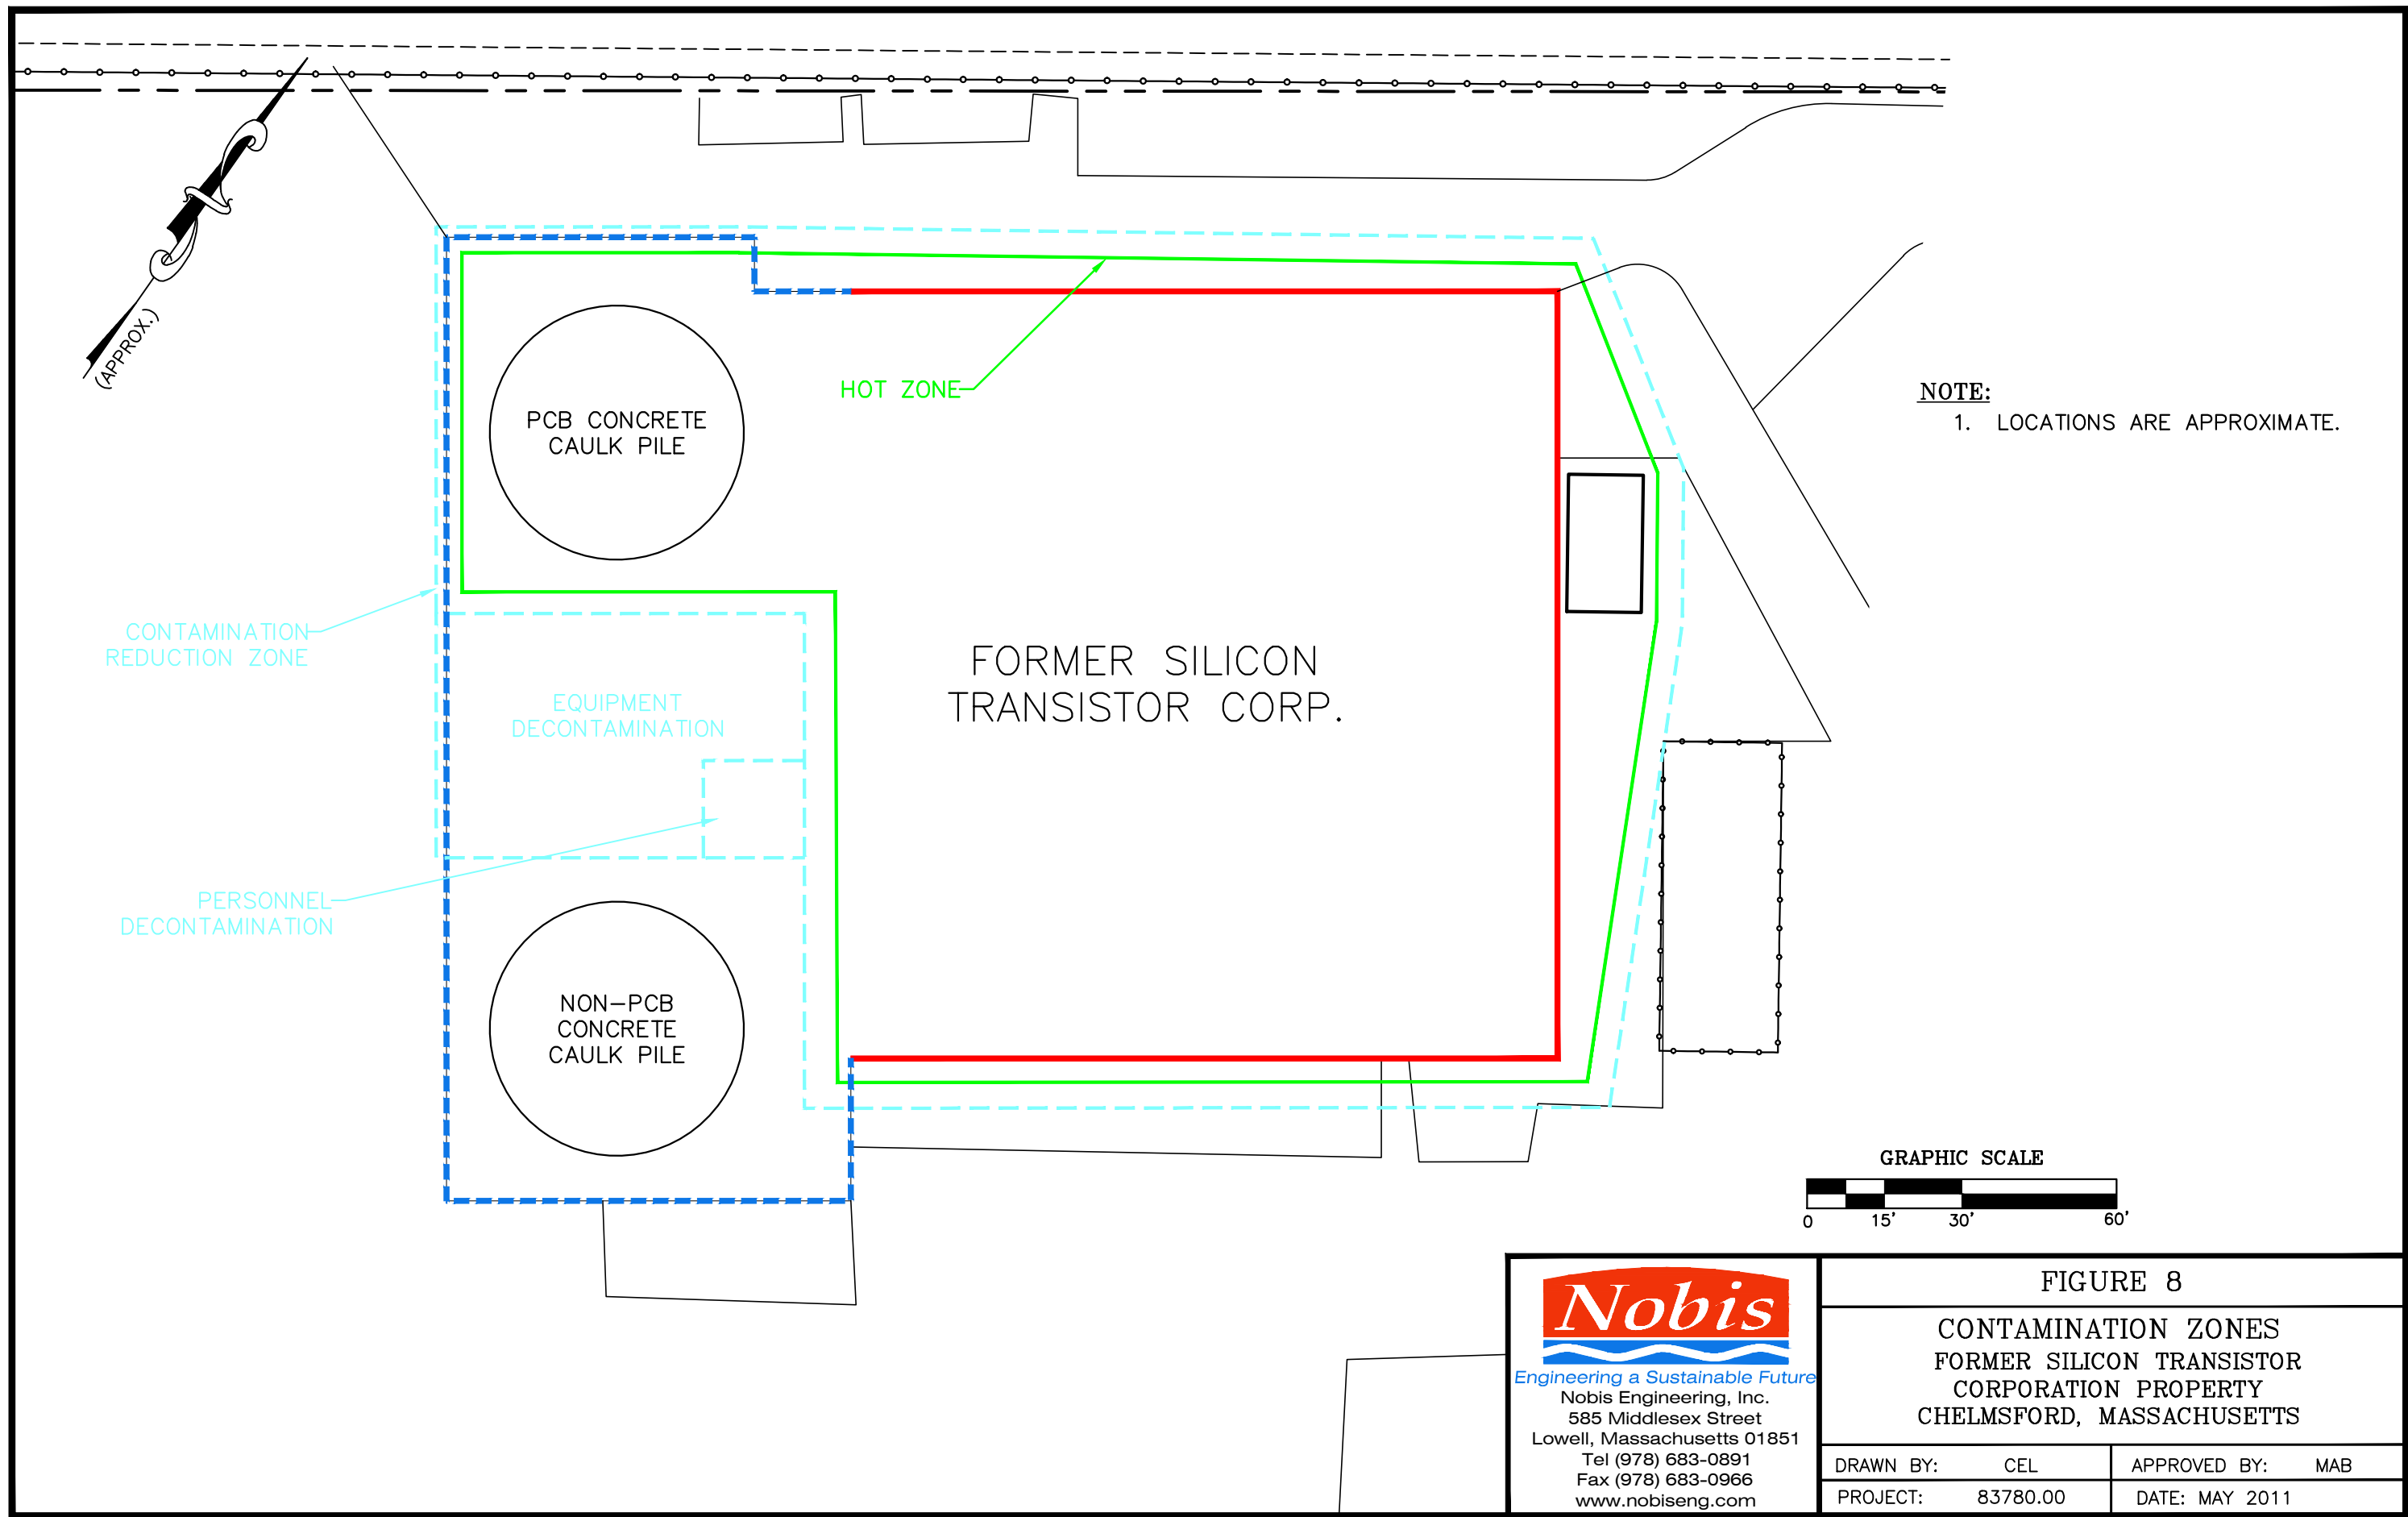 (APPROX.)
HOT ZONE
PCB CONCRETE
CAULK PILE
NOTE:
1. LOCATIONS ARE APPROXIMATE.
CONTAMINATION
REDUCTION ZONE
EQUIPMENT
DECONTAMINATION
FORMER SILICON
TRANSISTOR CORP.
PERSONNEL
DECONTAMINATION
NON-PCB
CONCRETE
CAULK PILE
GRAPHIC SCALE
0 15' 30' 60'
Nobis
Engineering a Sustainable Future
Nobis Engineering, Inc.
585 Middlesex Street
Lowell, Massachusetts 01851
Tel (978) 683-0891
Fax (978) 683-0966
www.nobiseng.com
FIGURE 8
CONTAMINATION ZONES
FORMER SILICON TRANSISTOR
CORPORATION PROPERTY
CHELMSFORD, MASSACHUSETTS
DRAWN BY: CEL APPROVED BY: MAB
PROJECT: 83780.00 DATE: MAY 2011